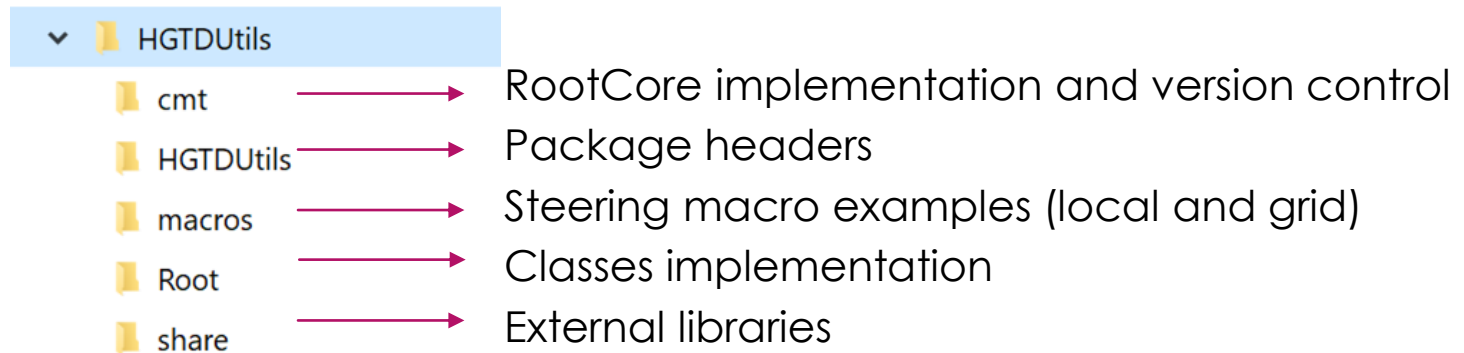 HGTDUtils
cmt RootCore implementation and version control
HGTDUtils Package headers
macros Steering macro examples (local and grid)
Root Classes implementation
share External libraries